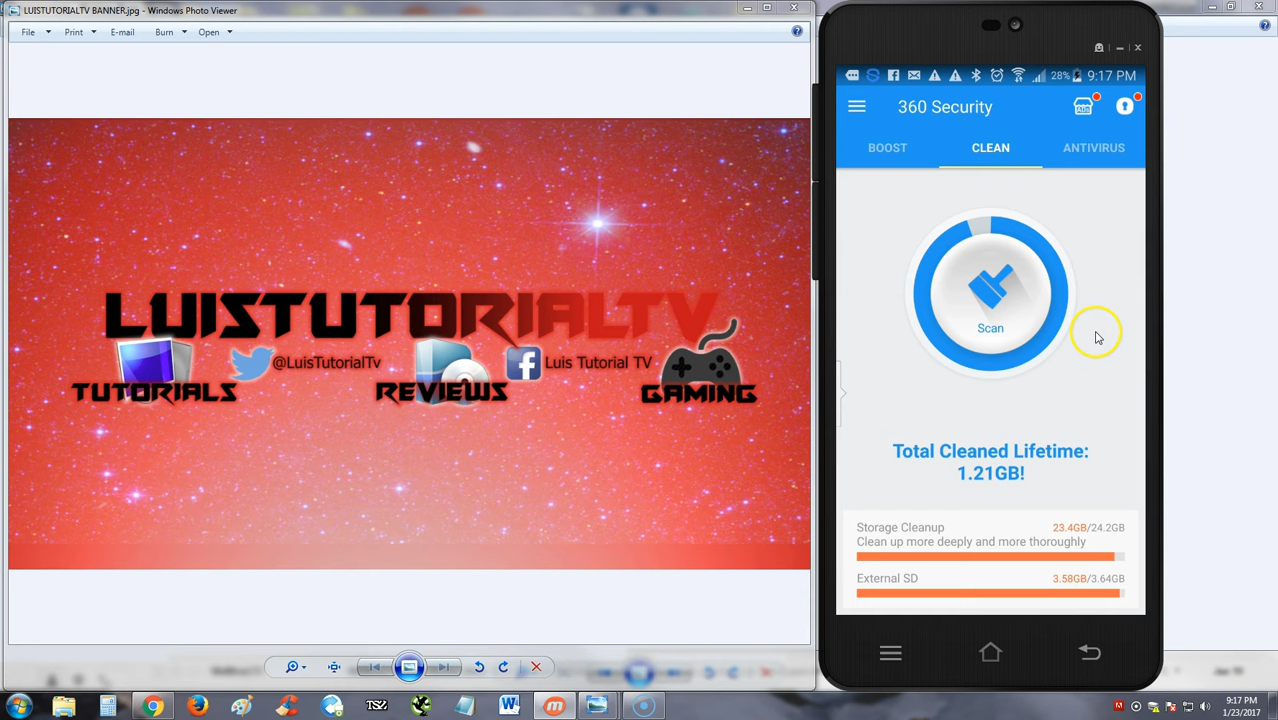 LUISTUTORIALTV BANNER.jpg - Windows Photo Viewer
File Print E-mail Burn Open
LUISTUTORIALTV
@LuisTutorialTv Luis Tutorial TV
TUTORIALS REVIEWS GAMING
28% 9:17 PM
360 Security
BOOST CLEAN ANTIVIRUS
Scan
Total Cleaned Lifetime:
1.21GB!
Storage Cleanup 23.4GB/24.2GB
Clean up more deeply and more thoroughly
External SD 3.58GB/3.64GB
9:17 PM
1/23/2017